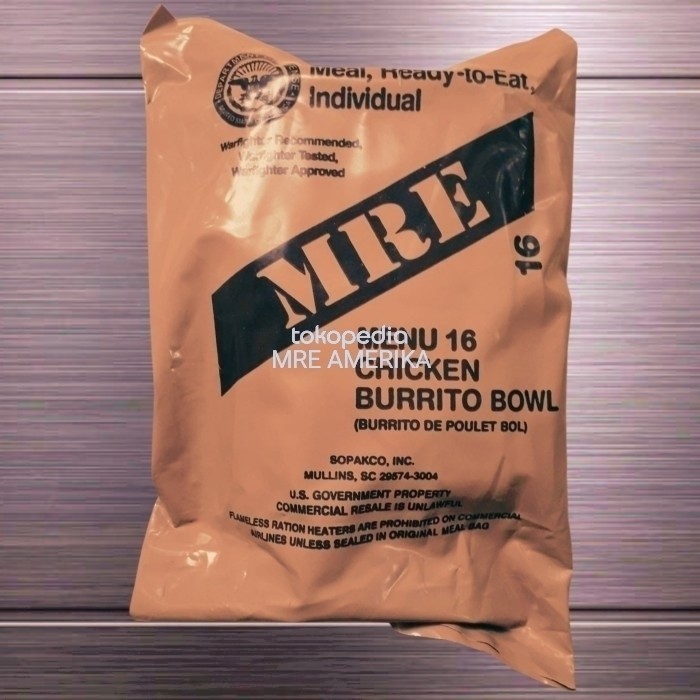 Meal, Ready-to-Eat,
Individual
Warfighter Recommended,
Warfighter Tested,
Warfighter Approved
MRE
16
tokopedia
MRE AMERIKA
MENU 16
CHICKEN
BURRITO BOWL
(BURRITO DE POULET BOL)
SOPAKCO, INC.
MULLINS, SC 29574-3004
U.S. GOVERNMENT PROPERTY
COMMERCIAL RESALE IS UNLAWFUL
FLAMELESS RATION HEATERS ARE PROHIBITED ON COMMERCIAL
AIRLINES UNLESS SEALED IN ORIGINAL MEAL BAG